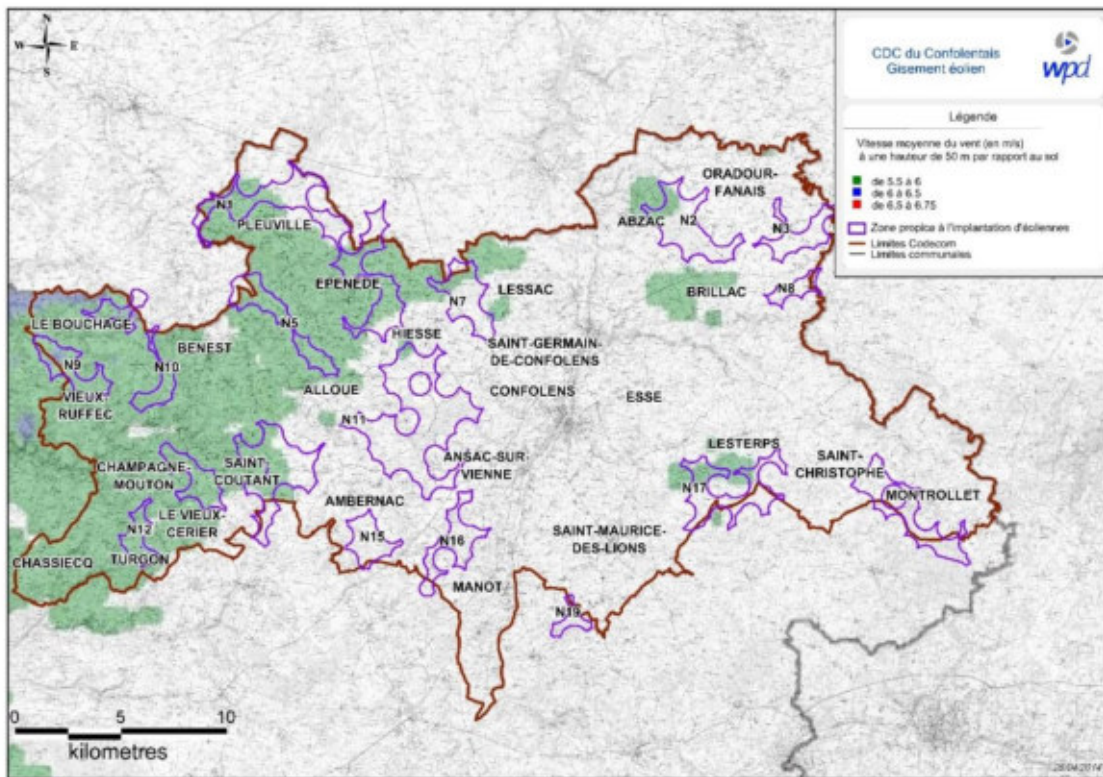 N
W E
S
CDC du Confolentais
Gisement éolien
wpd
Légende
Vitesse moyenne du vent (en m/s)
à une hauteur de 50 m par rapport au sol
de 5.5 à 6
de 6 à 6.5
de 6,5 à 6.75
Zone propice à l'implantation d'éoliennes
Limites Codecom
Limites communales
ORADOUR-
FANAIS
N1
PLEUVILLE
ABZAC
N2
N3
EPENEDE
BRILLAC
N8
LESSAC
N7
LE BOUCHAGE
N5
HIESSE
BENEST
SAINT-GERMAIN-
DE-CONFOLENS
N9
N10
VIEUX-
RUFFEC
ALLOUE
CONFOLENS
ESSE
N11
LESTERPS
SAINT-
CHRISTOPHE
ANSAC-SUR-
VIENNE
CHAMPAGNE-
MOUTON
SAINT-
COUTANT
N17
MONTROLLET
AMBERNAC
LE VIEUX-
CERIER
N12
N15
N16
SAINT-MAURICE-
DES-LIONS
CHASSIECQ
TURGON
MANOT
N19
0 5 10
kilometres